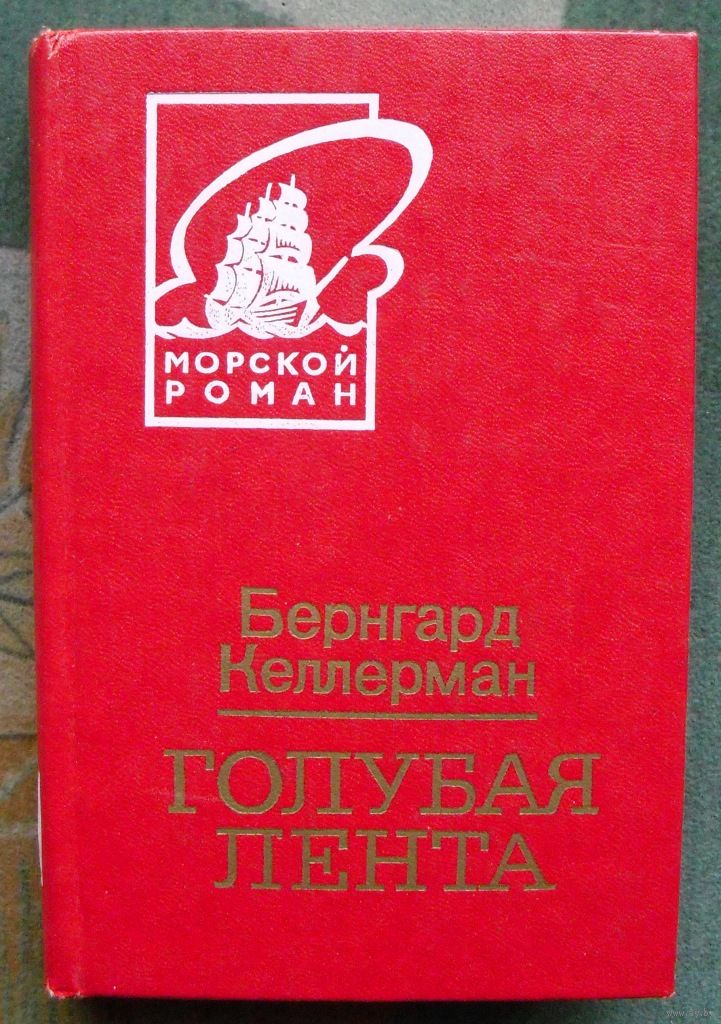 МОРСКОЙ
РОМАН
Бернгард
Келлерман
ГОЛУБАЯ
ЛЕНТА